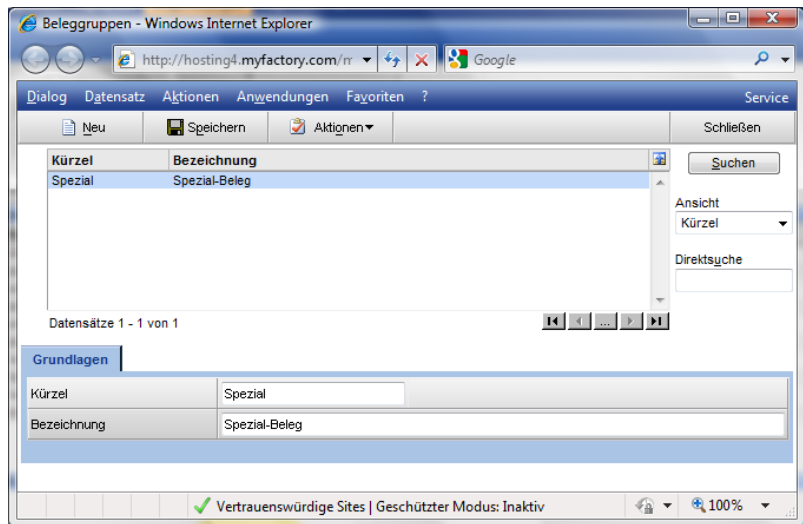 Beleggruppen - Windows Internet Explorer
http://hosting4.myfactory.com/m
Google
Dialog Datensatz Aktionen Anwendungen Favoriten ? Service
Neu Speichern Aktionen Schließen
Kürzel Bezeichnung
Suchen
Spezial Spezial-Beleg
Ansicht
Kürzel
Direktsuche
Datensätze 1 - 1 von 1
...
Grundlagen
Kürzel Spezial
Bezeichnung Spezial-Beleg
Vertrauenswürdige Sites | Geschützter Modus: Inaktiv 100%